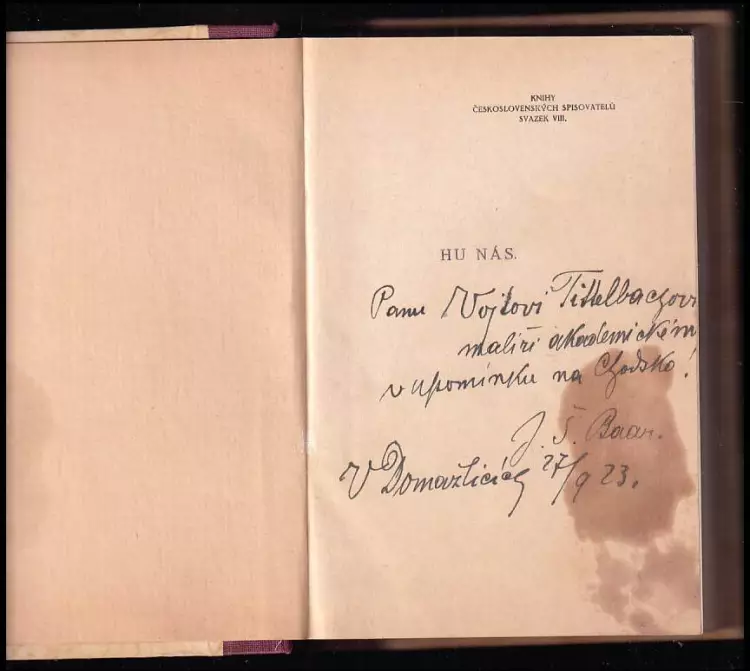 KNIHY
ČESKOSLOVENSKÝCH SPISOVATELŮ
SVAZEK VIII.
HU NÁS.
Panu Vojtovi Tittelbachovi
malíři akademickém
v upomínku na Chodsko!
J. Š. Baar.
V Domažlicích 27/9 23.